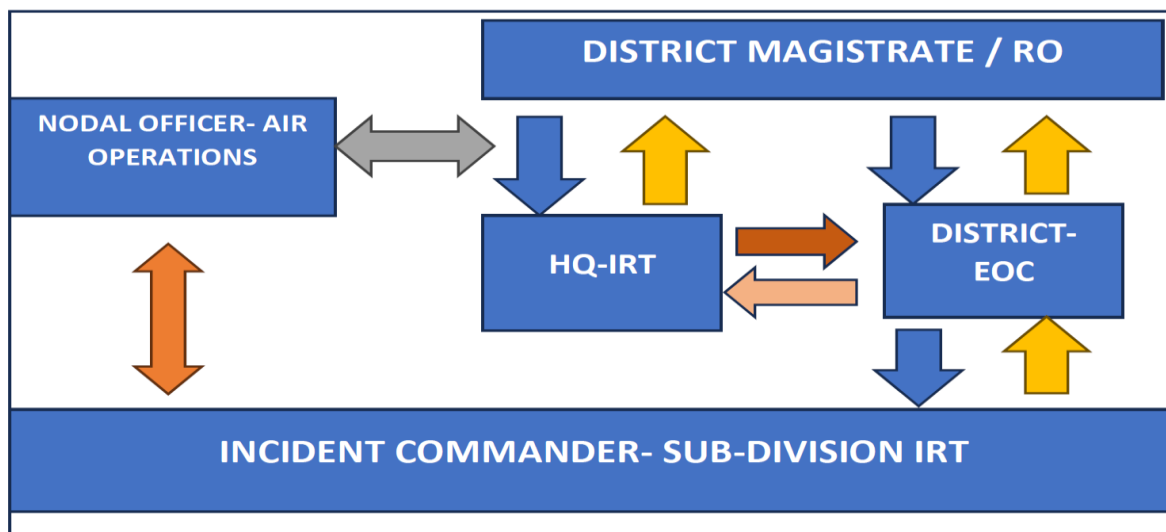 DISTRICT MAGISTRATE / RO
NODAL OFFICER- AIR
OPERATIONS
HQ-IRT
DISTRICT-
EOC
INCIDENT COMMANDER- SUB-DIVISION IRT